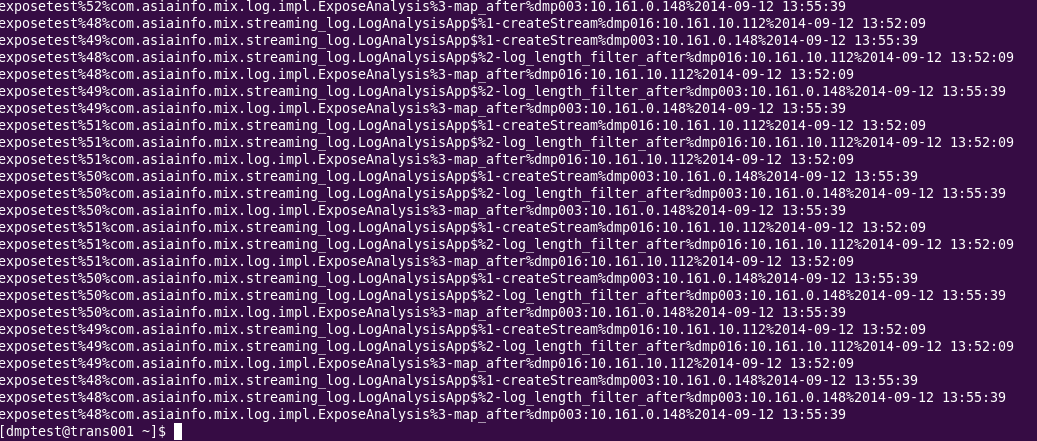 exposetest%52%com.asiainfo.mix.log.impl.ExposeAnalysis%3-map_after%dmp003:10.161.0.148%2014-09-12 13:55:39
exposetest%48%com.asiainfo.mix.streaming_log.LogAnalysisApp$%1-createStream%dmp016:10.161.10.112%2014-09-12 13:52:09
exposetest%49%com.asiainfo.mix.streaming_log.LogAnalysisApp$%1-createStream%dmp003:10.161.0.148%2014-09-12 13:55:39
exposetest%48%com.asiainfo.mix.streaming_log.LogAnalysisApp$%2-log_length_filter_after%dmp016:10.161.10.112%2014-09-12 13:52:09
exposetest%48%com.asiainfo.mix.log.impl.ExposeAnalysis%3-map_after%dmp016:10.161.10.112%2014-09-12 13:52:09
exposetest%49%com.asiainfo.mix.streaming_log.LogAnalysisApp$%2-log_length_filter_after%dmp003:10.161.0.148%2014-09-12 13:55:39
exposetest%49%com.asiainfo.mix.log.impl.ExposeAnalysis%3-map_after%dmp003:10.161.0.148%2014-09-12 13:55:39
exposetest%51%com.asiainfo.mix.streaming_log.LogAnalysisApp$%1-createStream%dmp016:10.161.10.112%2014-09-12 13:52:09
exposetest%51%com.asiainfo.mix.streaming_log.LogAnalysisApp$%2-log_length_filter_after%dmp016:10.161.10.112%2014-09-12 13:52:09
exposetest%51%com.asiainfo.mix.log.impl.ExposeAnalysis%3-map_after%dmp016:10.161.10.112%2014-09-12 13:52:09
exposetest%50%com.asiainfo.mix.streaming_log.LogAnalysisApp$%1-createStream%dmp003:10.161.0.148%2014-09-12 13:55:39
exposetest%50%com.asiainfo.mix.streaming_log.LogAnalysisApp$%2-log_length_filter_after%dmp003:10.161.0.148%2014-09-12 13:55:39
exposetest%50%com.asiainfo.mix.log.impl.ExposeAnalysis%3-map_after%dmp003:10.161.0.148%2014-09-12 13:55:39
exposetest%51%com.asiainfo.mix.streaming_log.LogAnalysisApp$%1-createStream%dmp016:10.161.10.112%2014-09-12 13:52:09
exposetest%51%com.asiainfo.mix.streaming_log.LogAnalysisApp$%2-log_length_filter_after%dmp016:10.161.10.112%2014-09-12 13:52:09
exposetest%51%com.asiainfo.mix.log.impl.ExposeAnalysis%3-map_after%dmp016:10.161.10.112%2014-09-12 13:52:09
exposetest%50%com.asiainfo.mix.streaming_log.LogAnalysisApp$%1-createStream%dmp003:10.161.0.148%2014-09-12 13:55:39
exposetest%50%com.asiainfo.mix.streaming_log.LogAnalysisApp$%2-log_length_filter_after%dmp003:10.161.0.148%2014-09-12 13:55:39
exposetest%50%com.asiainfo.mix.log.impl.ExposeAnalysis%3-map_after%dmp003:10.161.0.148%2014-09-12 13:55:39
exposetest%49%com.asiainfo.mix.streaming_log.LogAnalysisApp$%1-createStream%dmp016:10.161.10.112%2014-09-12 13:52:09
exposetest%49%com.asiainfo.mix.streaming_log.LogAnalysisApp$%2-log_length_filter_after%dmp016:10.161.10.112%2014-09-12 13:52:09
exposetest%49%com.asiainfo.mix.log.impl.ExposeAnalysis%3-map_after%dmp016:10.161.10.112%2014-09-12 13:52:09
exposetest%48%com.asiainfo.mix.streaming_log.LogAnalysisApp$%1-createStream%dmp003:10.161.0.148%2014-09-12 13:55:39
exposetest%48%com.asiainfo.mix.streaming_log.LogAnalysisApp$%2-log_length_filter_after%dmp003:10.161.0.148%2014-09-12 13:55:39
exposetest%48%com.asiainfo.mix.log.impl.ExposeAnalysis%3-map_after%dmp003:10.161.0.148%2014-09-12 13:55:39
[dmptest@trans001 ~]$